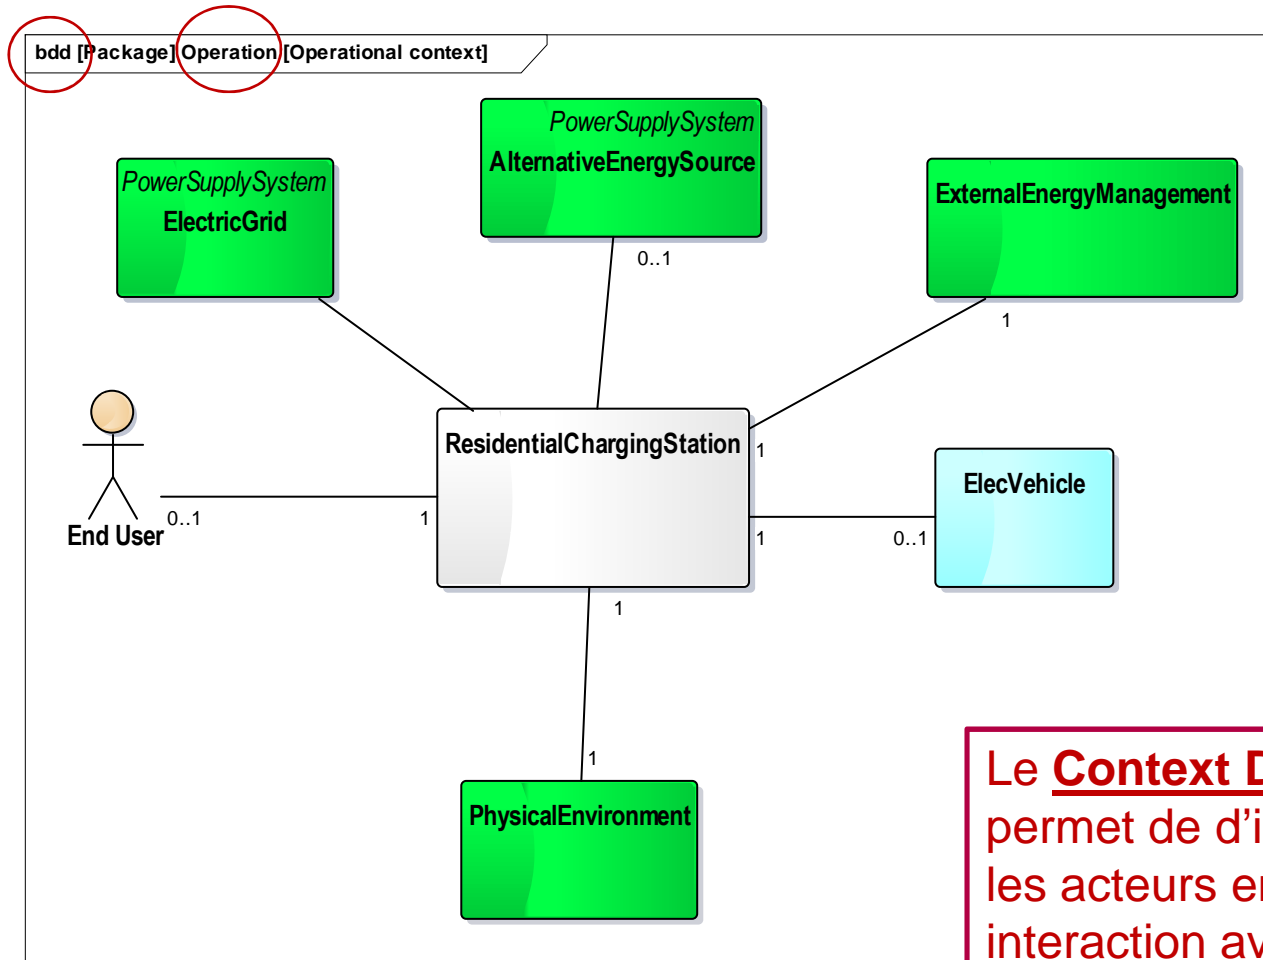 bdd [Package] Operation [Operational context]
PowerSupplySystem
AlternativeEnergySource
PowerSupplySystem
ElectricGrid
ExternalEnergyManagement
0..1
1
ResidentialChargingStation
1
ElecVehicle
End User
0..1
1
1
0..1
1
1
PhysicalEnvironment
Le Context
permet de
les acteurs
interaction